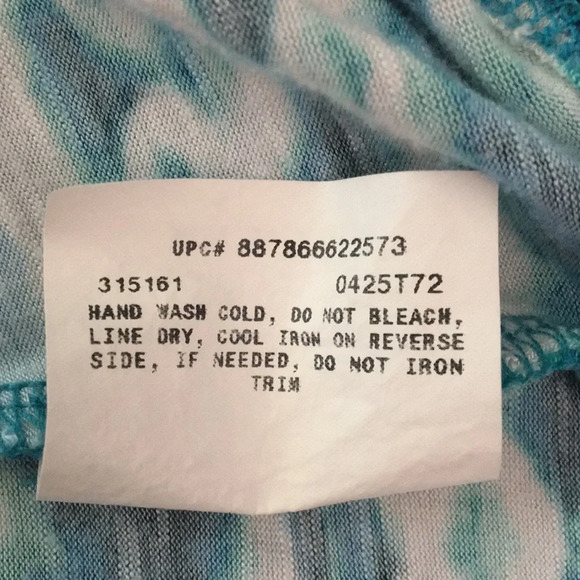 UPC# 887866622573
315161 0425T72
HAND WASH COLD, DO NOT BLEACH,
LINE DRY, COOL IRON ON REVERSE
SIDE, IF NEEDED, DO NOT IRON
TRIM